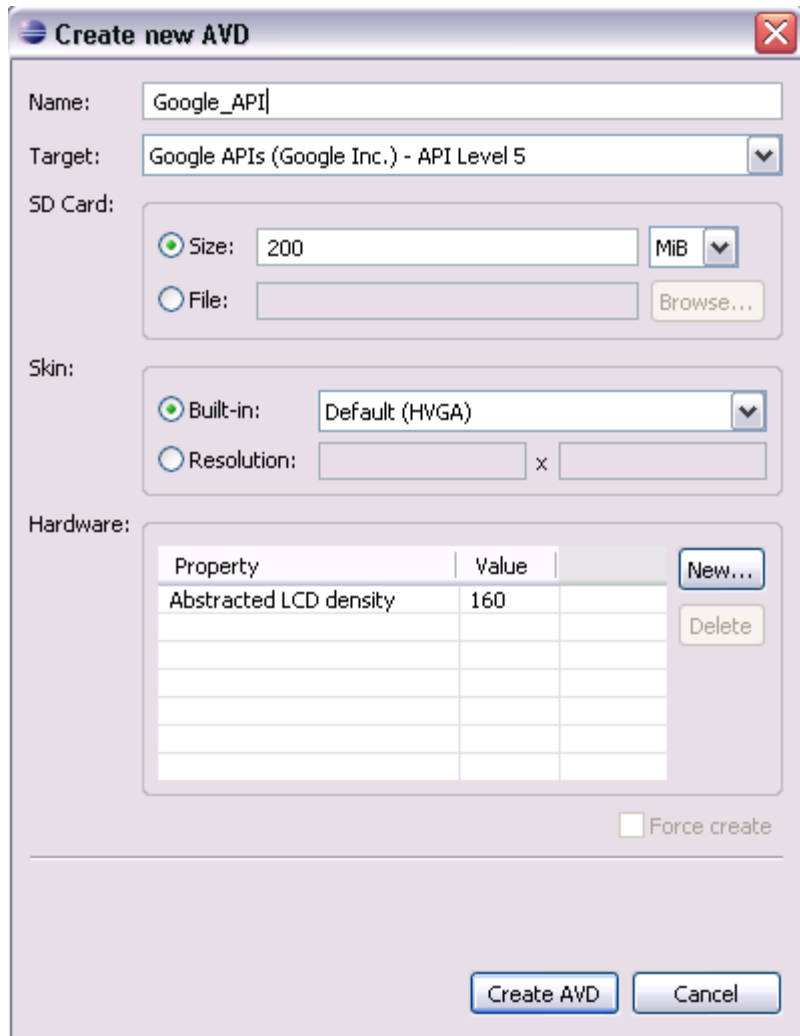 Create new AVD
Name: Google_API
Target: Google APIs (Google Inc.) - API Level 5
SD Card:
Size: 200 MiB
File: Browse...
Skin:
Built-in: Default (HVGA)
Resolution: x
Hardware:
Property Value New...
Abstracted LCD density 160
Delete
Force create
Create AVD Cancel